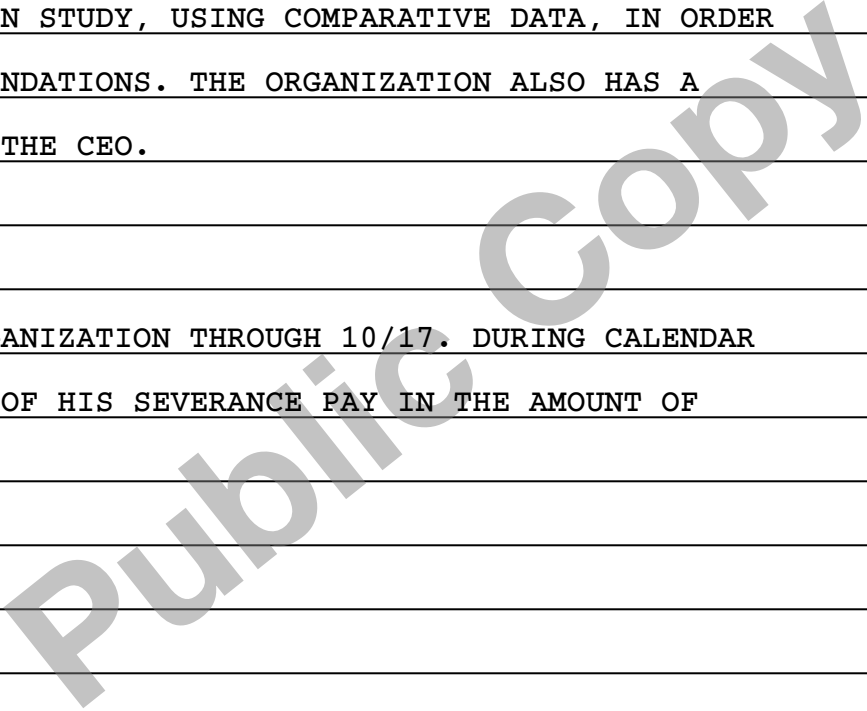 N STUDY, USING COMPARATIVE DATA, IN ORDER
NDATIONS. THE ORGANIZATION ALSO HAS A
THE CEO.
ANIZATION THROUGH 10/17. DURING CALENDAR
OF HIS SEVERANCE PAY IN THE AMOUNT OF
Public Copy